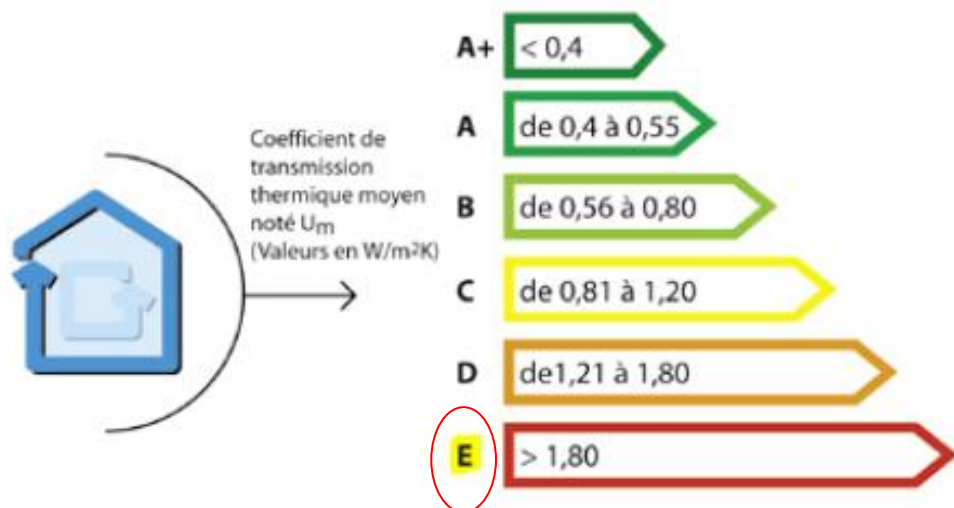 Coefficient de
transmission
thermique moyen
noté Um
(Valeurs en W/m²K)
A+ < 0,4
A de 0,4 à 0,55
B de 0,56 à 0,80
C de 0,81 à 1,20
D de1,21 à 1,80
E > 1,80